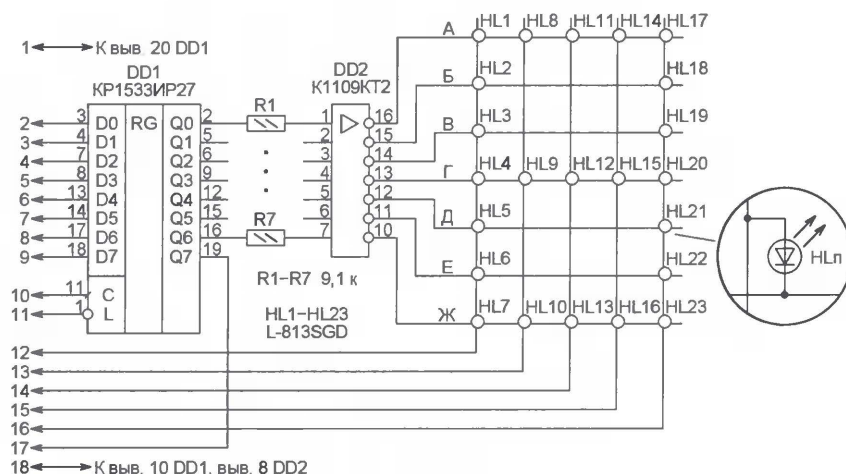 1 К выв. 20 DD1
DD1
КР1533ИР27
DD2
К1109КТ2
R1
R7
RG
2 3 D0 Q0 2 1 16 А HL1 HL8 HL11 HL14 HL17
3 4 D1 Q1 5 2 15 Б HL2 HL18
4 7 D2 Q2 6 3 14 В HL3 HL19
5 8 D3 Q3 9 4 13 Г HL4 HL9 HL12 HL15 HL20
6 13 D4 Q4 12 5 12 Д HL5 HL21
7 14 D5 Q5 15 6 11 Е HL6 HL22
8 17 D6 Q6 16 7 10 Ж HL7 HL10 HL13 HL16 HL23
9 18 D7 Q7 19
10 11 C
11 1 L
R1–R7 9,1 к
HL1–HL23
L-813SGD
HLn
12
13
14
15
16
17
18 К выв. 10 DD1, выв. 8 DD2